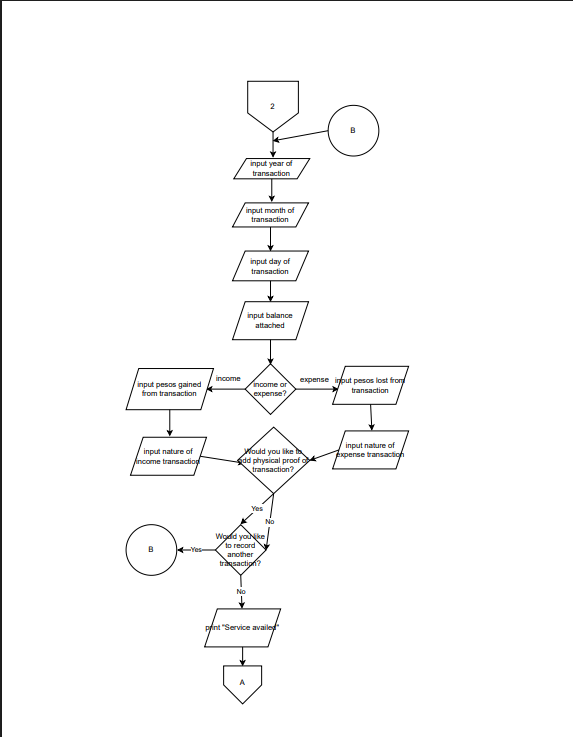 2
B
input year of
transaction
input month of
transaction
input day of
transaction
input balance
attached
income
income or
expense?
expense
input pesos gained
from transaction
input pesos lost from
transaction
input nature of
income transaction
Would you like to
add physical proof of
transaction?
input nature of
expense transaction
Yes
No
Would you like
to record
another
transaction?
Yes
B
No
print "Service availed"
A